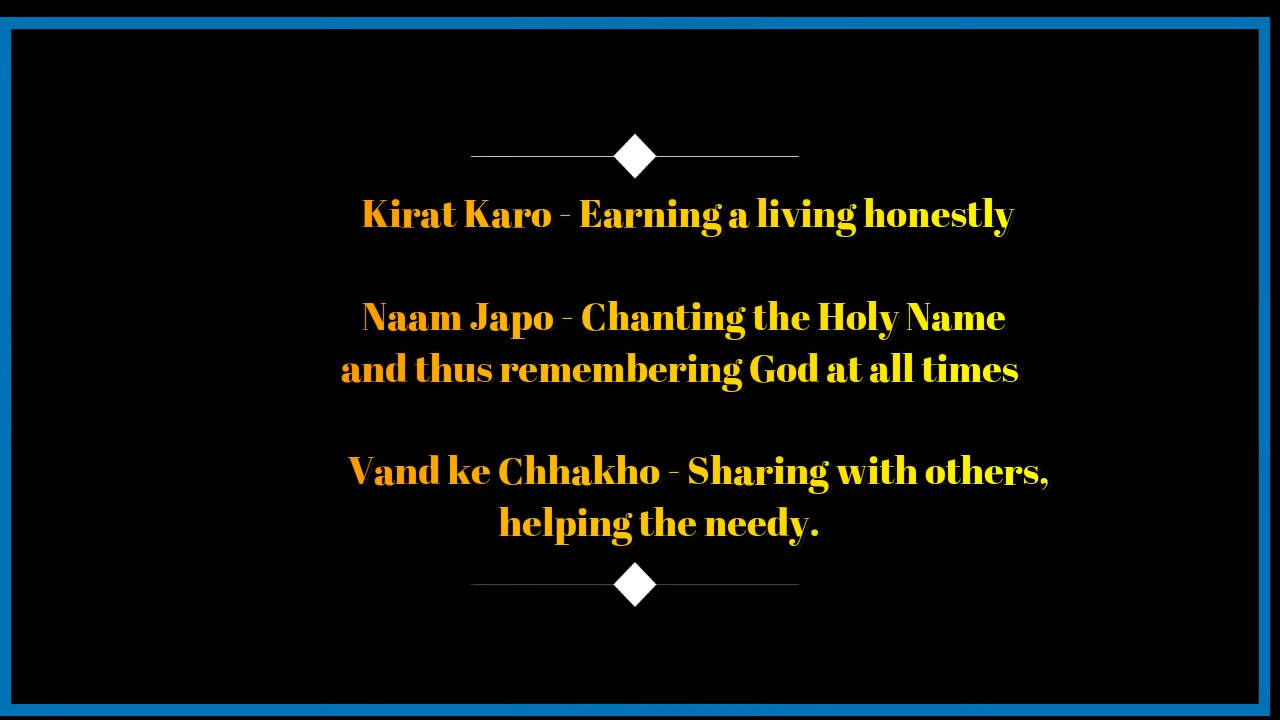 Kirat Karo - Earning a living honestly
Naam Japo - Chanting the Holy Name
and thus remembering God at all times
Vand ke Chhakho - Sharing with others,
helping the needy.